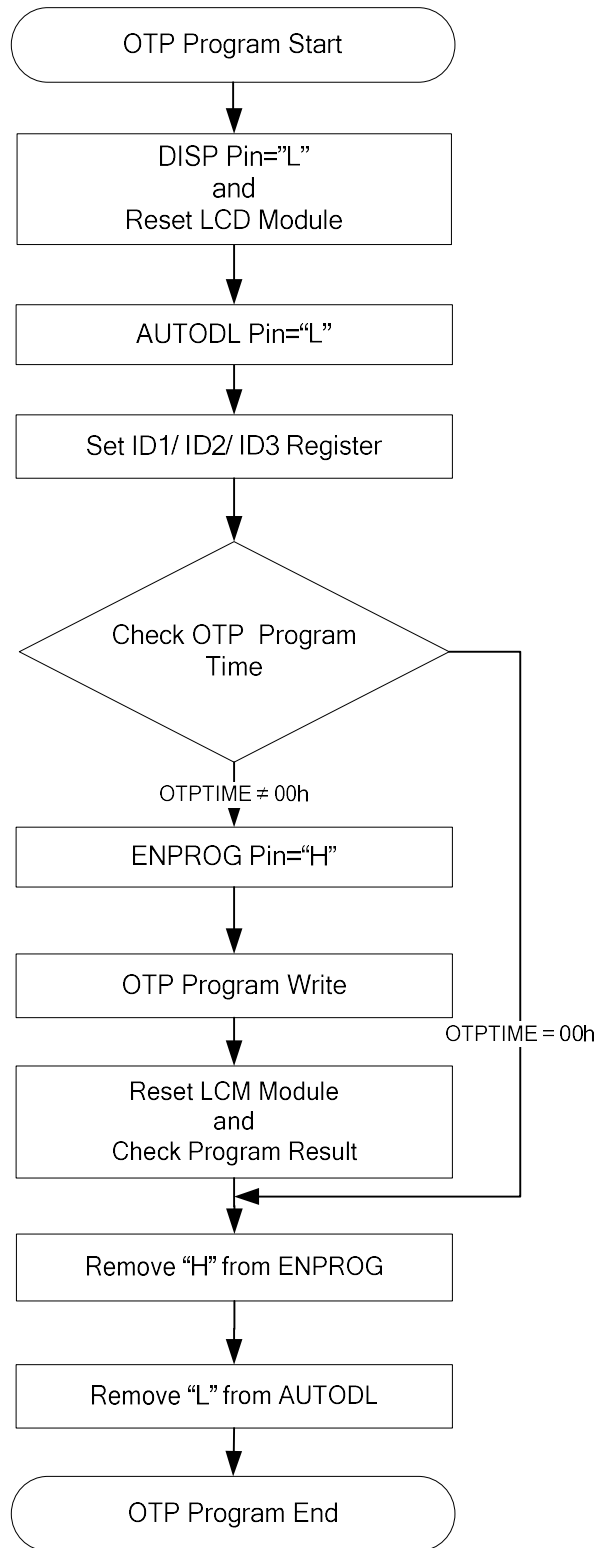 OTP Program Start
DISP Pin=”L”
and
Reset LCD Module
AUTODL Pin=“L”
Set ID1/ ID2/ ID3 Register
Check OTP  Program
Time
OTPTIME ≠ 00h
ENPROG Pin=“H”
OTP Program Write
OTPTIME = 00h
Reset LCM Module
and
Check Program Result
Remove “H” from ENPROG
Remove “L” from AUTODL
OTP Program End